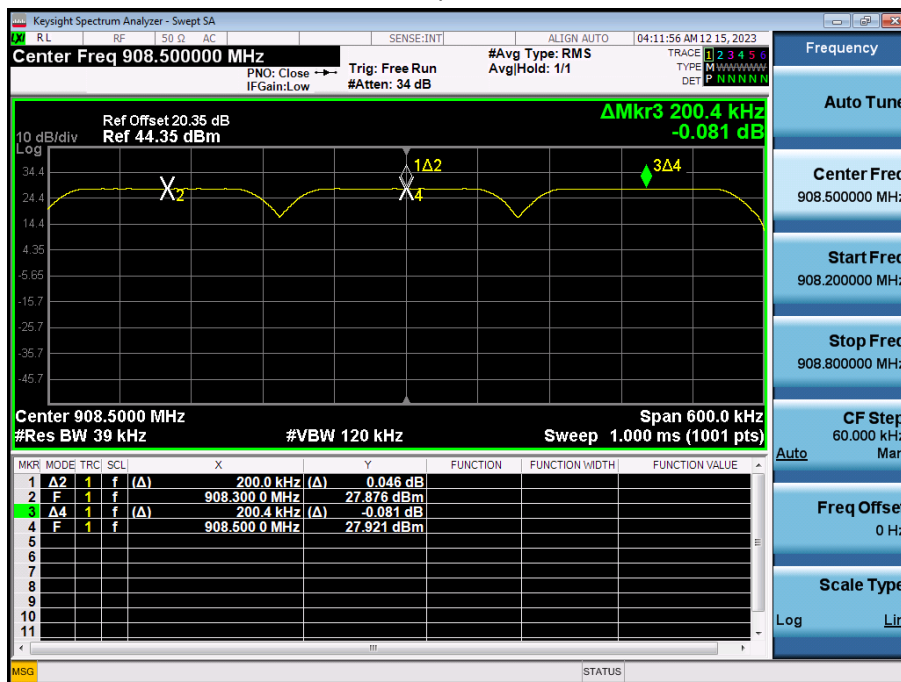 Keysight Spectrum Analyzer - Swept SA
LXI RL RF 50 Ω AC SENSE:INT ALIGN AUTO 04:11:56 AM 12 15, 2023
Center Freq 908.500000 MHz
PNO: Close
IFGain:Low
Trig: Free Run
#Atten: 34 dB
#Avg Type: RMS
Avg|Hold: 1/1
TRACE 1 2 3 4 5 6
TYPE M W W W W W
DET P N N N N N
ΔMkr3 200.4 kHz
-0.081 dB
Ref Offset 20.35 dB
10 dB/div Ref 44.35 dBm
Log
34.4
24.4
14.4
4.35
-5.65
-15.7
-25.7
-35.7
-45.7
X2
1Δ2
X4
3Δ4
Center 908.5000 MHz Span 600.0 kHz
#Res BW 39 kHz #VBW 120 kHz Sweep 1.000 ms (1001 pts)
MKR MODE TRC SCL X Y FUNCTION FUNCTION WIDTH FUNCTION VALUE
1 Δ2 1 f (Δ) 200.0 kHz (Δ) 0.046 dB
2 F 1 f 908.300 0 MHz 27.876 dBm
3 Δ4 1 f (Δ) 200.4 kHz (Δ) -0.081 dB
4 F 1 f 908.500 0 MHz 27.921 dBm
5
6
7
8
9
10
11
MSG STATUS
Frequency
Auto Tune
Center Freq
908.500000 MHz
Start Freq
908.200000 MHz
Stop Freq
908.800000 MHz
CF Step
60.000 kHz
Auto Man
Freq Offset
0 Hz
Scale Type
Log Lin